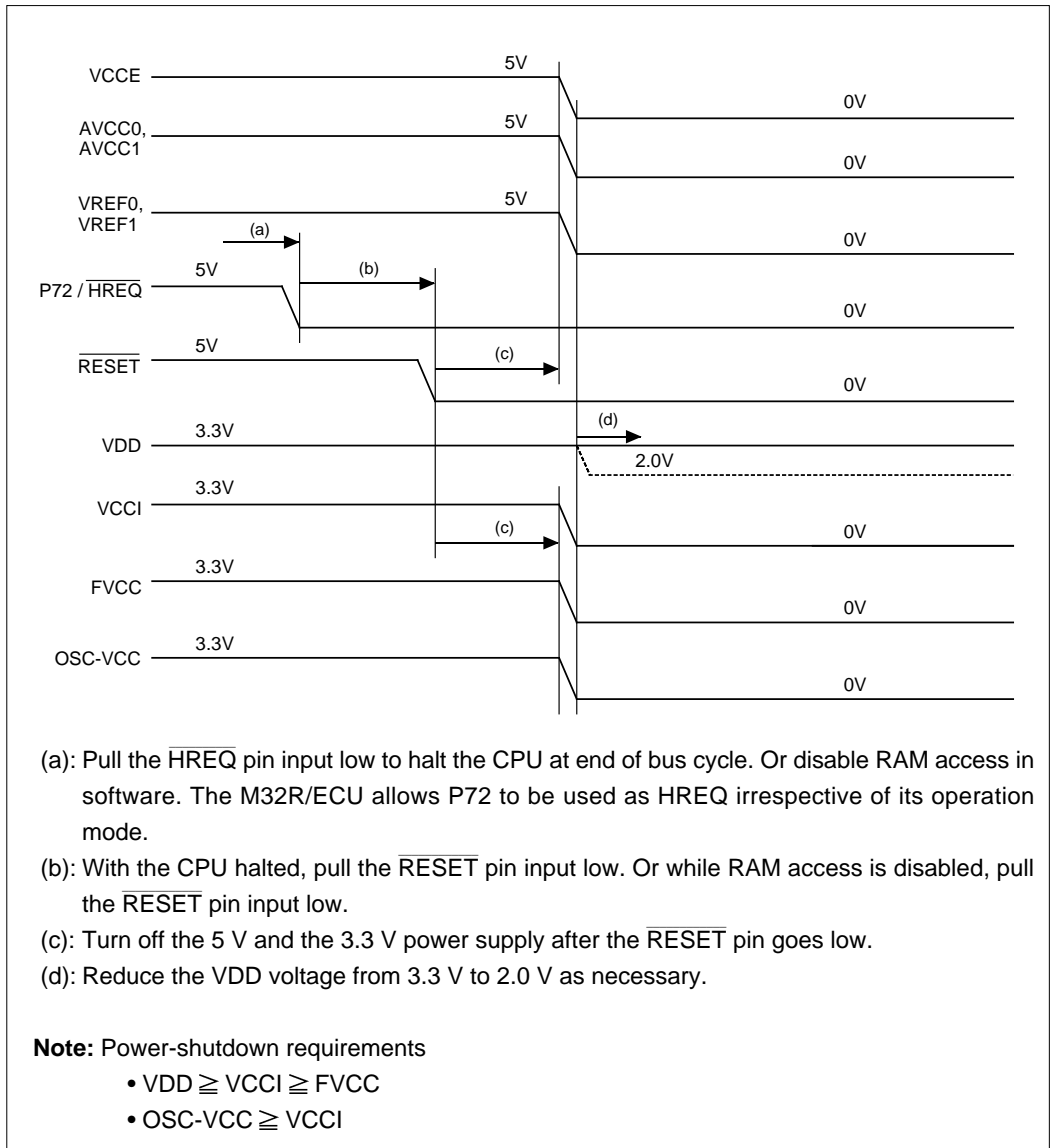 VCCE 5V 0V
AVCC0, 5V 0V
AVCC1
VREF0, 5V 0V
VREF1
(a)
P72 / HREQ 5V (b) 0V
RESET 5V (c) 0V
VDD 3.3V (d)
2.0V
VCCI 3.3V
(c) 0V
FVCC 3.3V 0V
OSC-VCC 3.3V 0V
(a): Pull the HREQ pin input low to halt the CPU at end of bus cycle. Or disable RAM access in
software. The M32R/ECU allows P72 to be used as HREQ irrespective of its operation
mode.
(b): With the CPU halted, pull the RESET pin input low. Or while RAM access is disabled, pull
the RESET pin input low.
(c): Turn off the 5 V and the 3.3 V power supply after the RESET pin goes low.
(d): Reduce the VDD voltage from 3.3 V to 2.0 V as necessary.
Note: Power-shutdown requirements
• VDD ≧ VCCI ≧ FVCC
• OSC-VCC ≧ VCCI